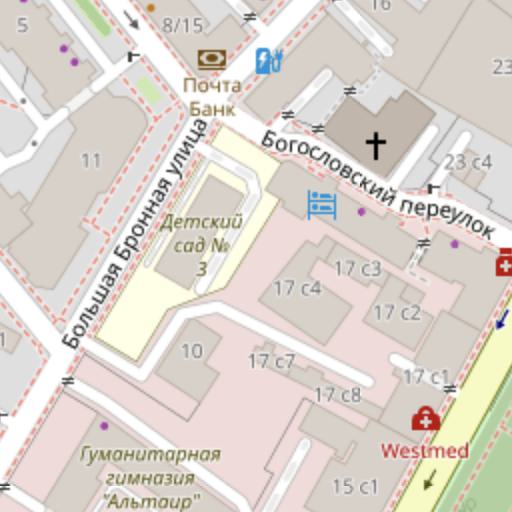 5
8/15
16
23
Почта
Банк
11
Богословский переулок
23 с4
Большая Бронная улица
Детский
сад №
3
17 с3
17 с4
17 с2
10
17 с7
17 с1
17 с8
Westmed
Гуманитарная
гимназия
"Альтаир"
15 с1